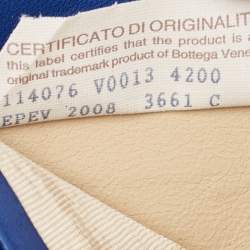 CERTIFICATO DI ORIGINALIT
this label certifies that the product is a
original trademark product of Bottega Vene
114076 V0013 4200
EPEV 2008 3661 C